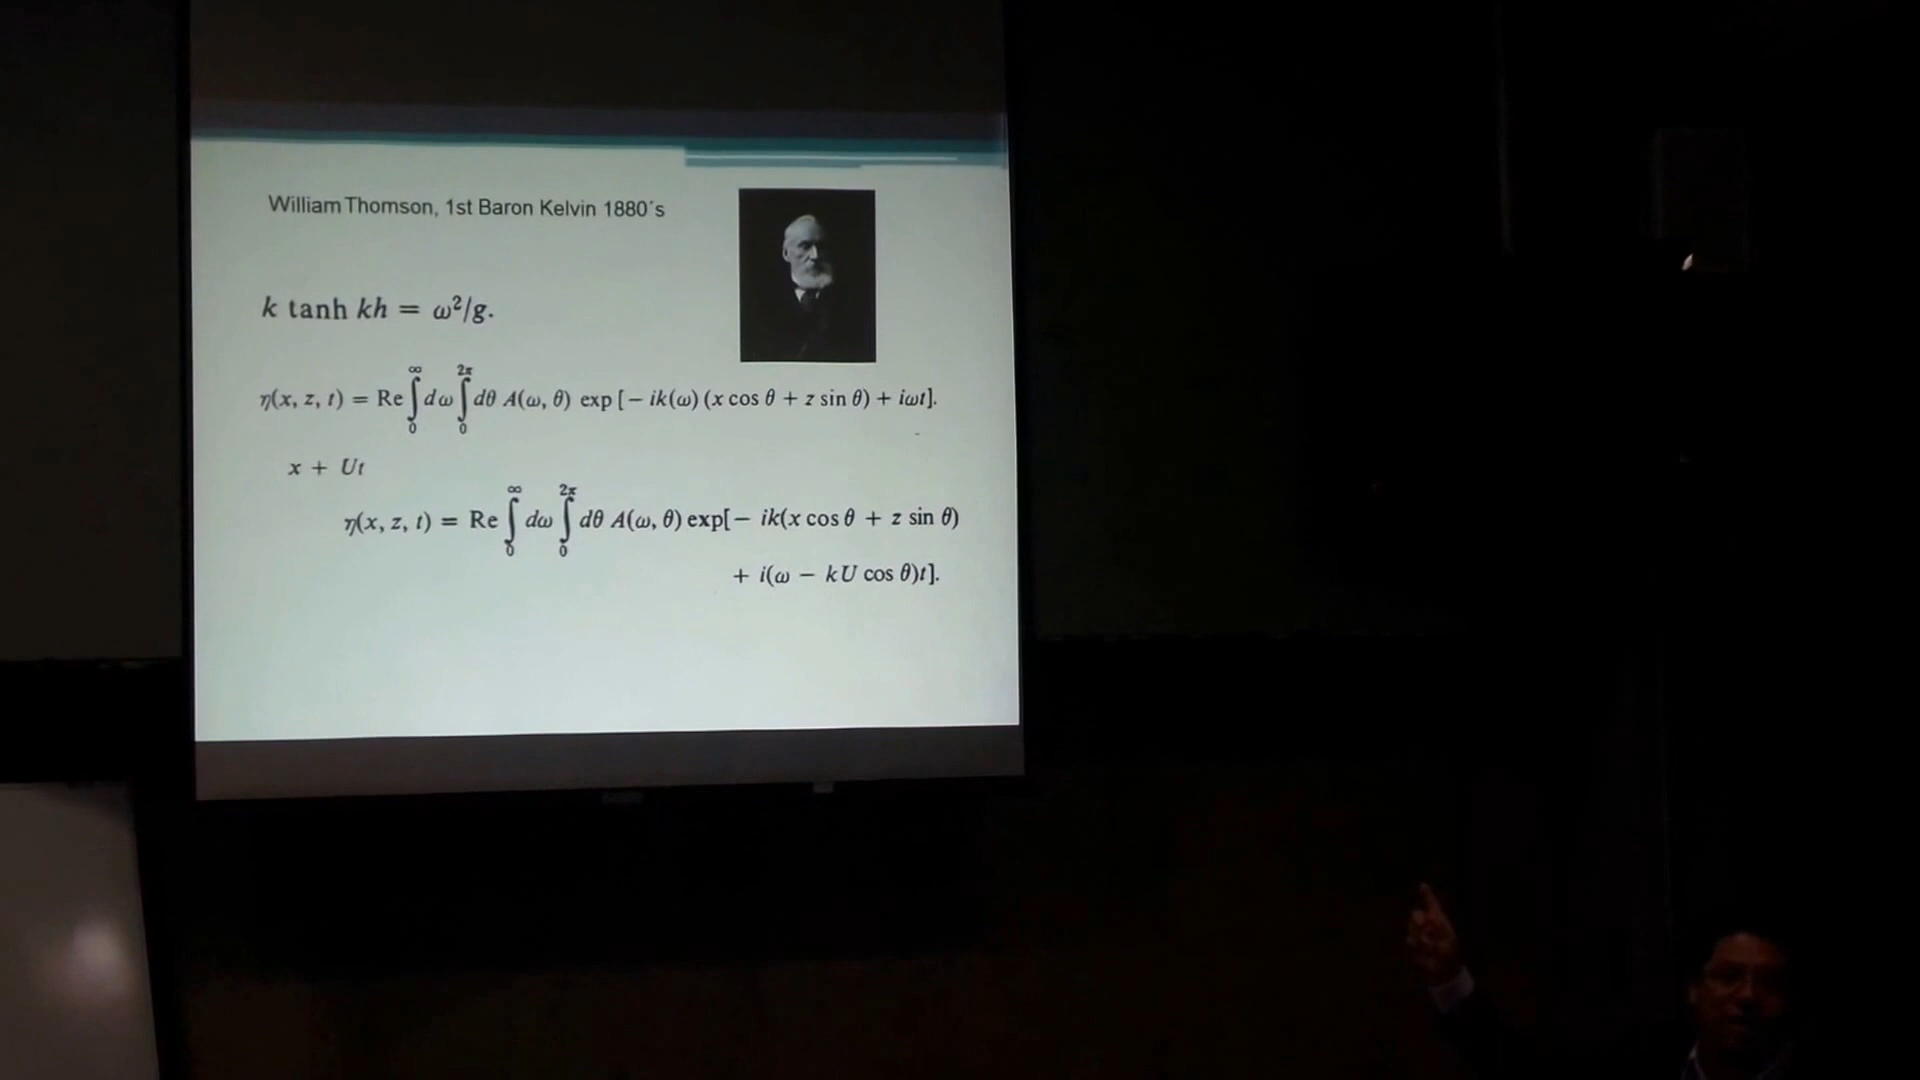 William Thomson, 1st Baron Kelvin 1880´s
k tanh kh = ω²/g.
η(x, z, t) = Re ∫₀^∞ dω ∫₀^2π dθ A(ω, θ) exp [− ik(ω) (x cos θ + z sin θ) + iωt].
x + Ut
η(x, z, t) = Re ∫₀^∞ dω ∫₀^2π dθ A(ω, θ) exp[− ik(x cos θ + z sin θ)
+ i(ω − kU cos θ)t].